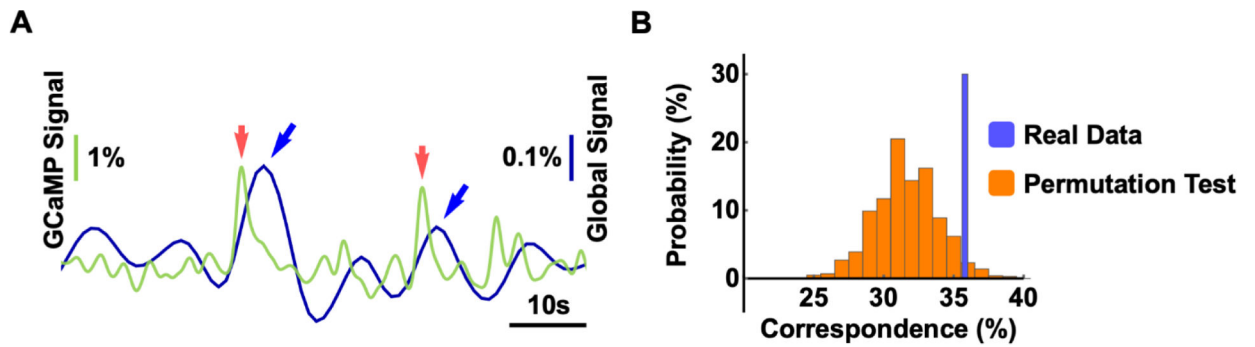 A
GCaMP Signal
1%
0.1%
Global Signal
10s
B
Probability (%)
30
20
10
0
25
30
35
40
Correspondence (%)
Real Data
Permutation Test